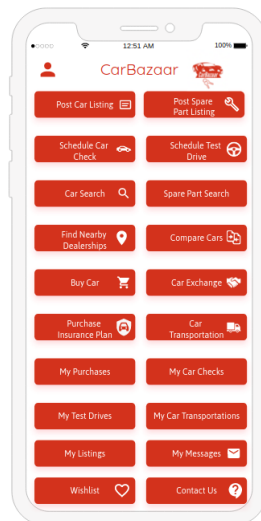 12:51 AM 100%
CarBazaar CarBazaar
Post Car Listing
Post Spare
Part Listing
Schedule Car
Check
Schedule Test
Drive
Car Search
Spare Part Search
Find Nearby
Dealerships
Compare Cars
Buy Car
Car Exchange
Purchase
Insurance Plan
Car
Transportation
My Purchases
My Car Checks
My Test Drives
My Car Transportations
My Listings
My Messages
Wishlist
Contact Us